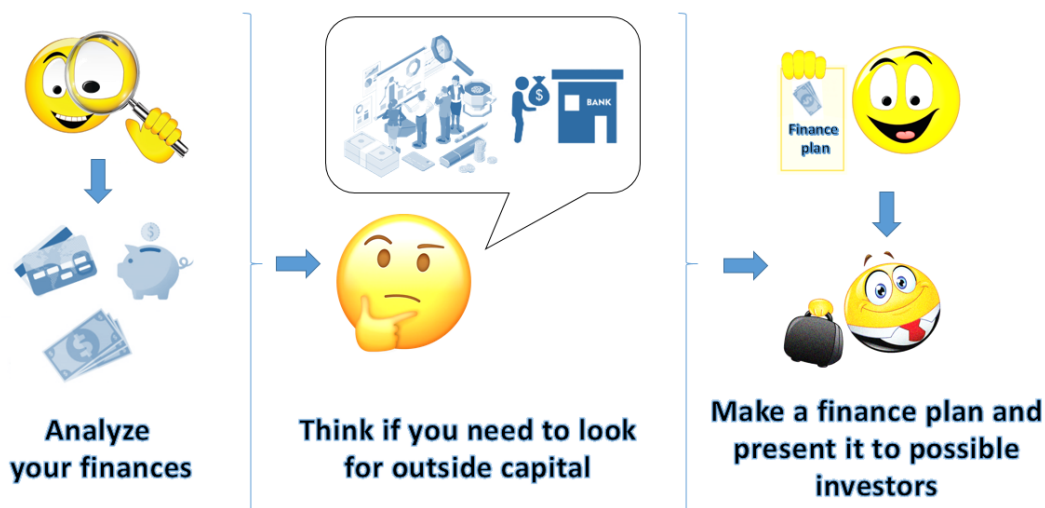 BANK
Finance
plan
Analyze
your finances
Think if you need to look
for outside capital
Make a finance plan and
present it to possible
investors